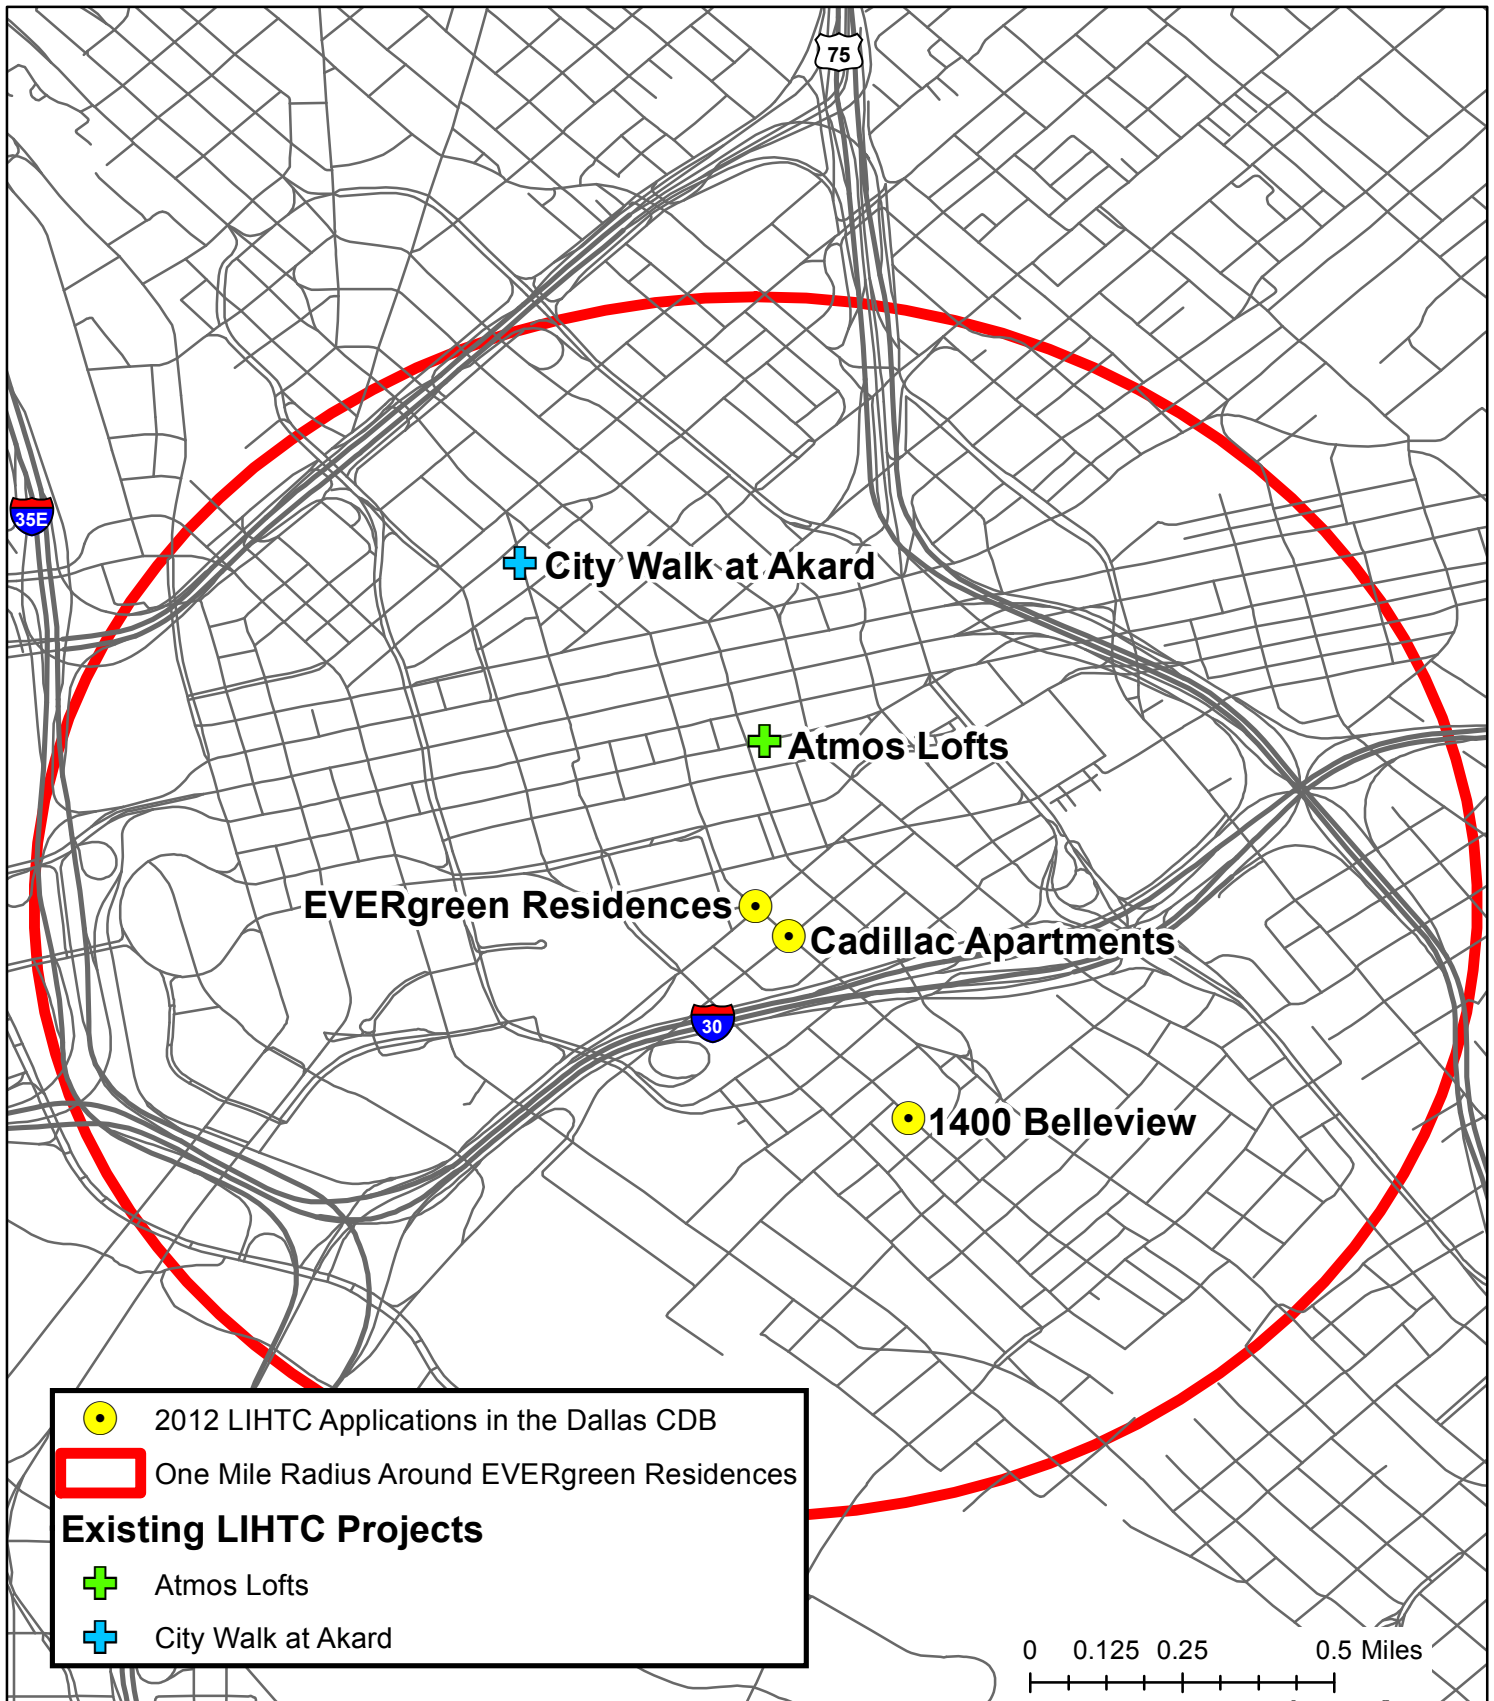 75
35E
City Walk at Akard
Atmos Lofts
EVERgreen Residences
Cadillac Apartments
30
1400 Belleview
2012 LIHTC Applications in the Dallas CDB
One Mile Radius Around EVERgreen Residences
Existing LIHTC Projects
Atmos Lofts
City Walk at Akard
0 0.125 0.25 0.5 Miles